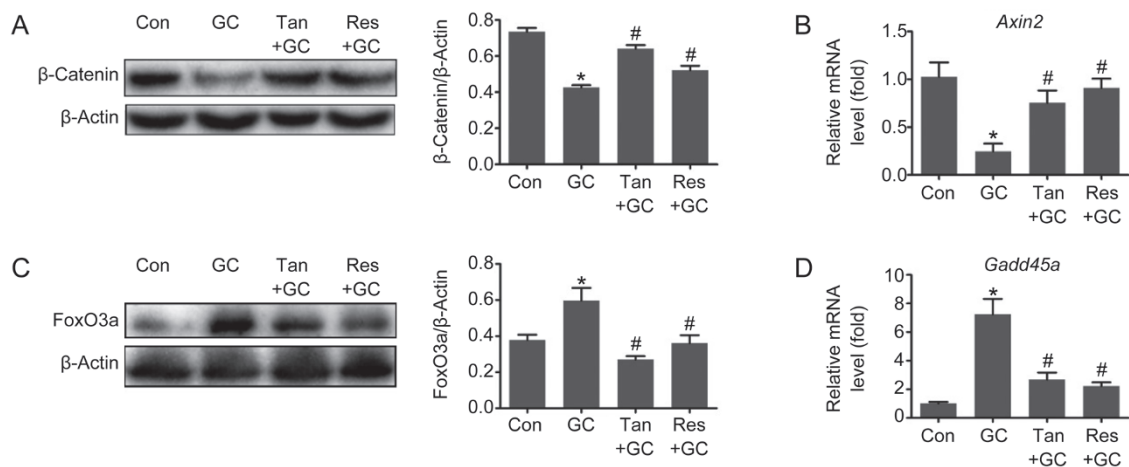 A
Con GC Tan Res
+GC +GC
β-Catenin
β-Actin
β-Catenin/β-Actin
0.8
0.6
0.4
0.2
0.0
*
#
#
Con GC Tan Res
+GC +GC
B
Axin2
Relative mRNA
level (fold)
1.5
1.0
0.5
0.0
*
#
#
Con GC Tan Res
+GC +GC
C
Con GC Tan Res
+GC +GC
FoxO3a
β-Actin
FoxO3a/β-Actin
0.8
0.6
0.4
0.2
0.0
*
#
#
Con GC Tan Res
+GC +GC
D
Gadd45a
Relative mRNA
level (fold)
10
8
6
4
2
0
*
#
#
Con GC Tan Res
+GC +GC